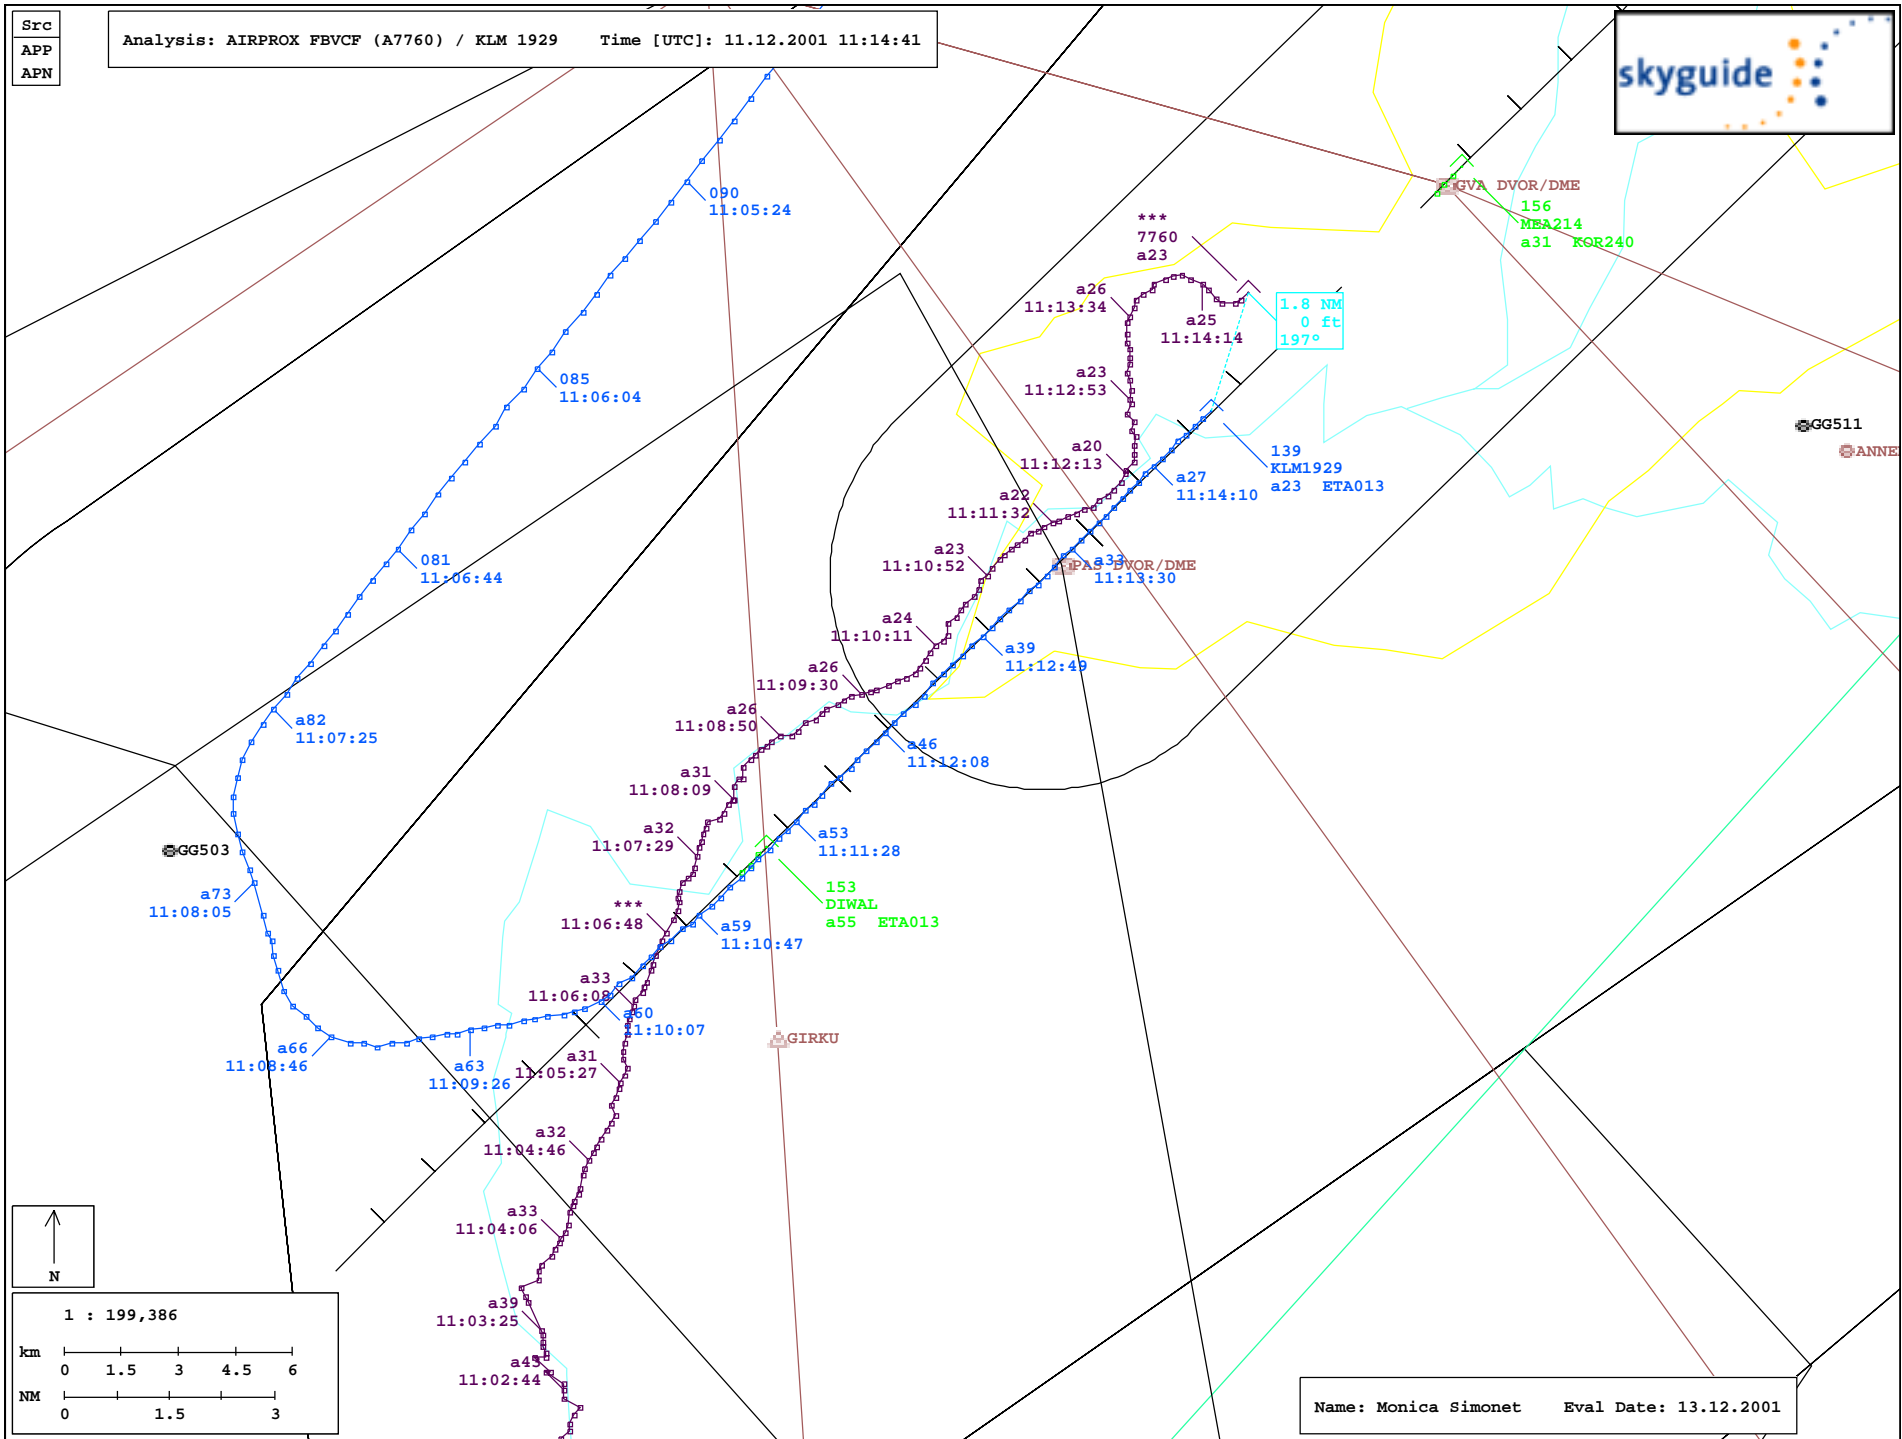 Src
APP
APN
Analysis: AIRPROX FBVCF (A7760) / KLM 1929    Time [UTC]: 11.12.2001 11:14:41
skyguide
090
11:05:24
085
11:06:04
081
11:06:44
a82
11:07:25
GG503
a73
11:08:05
a66
11:08:46
a63
11:09:26
a60
11:10:07
a59
11:10:47
a53
11:11:28
a46
11:12:08
a39
11:12:49
a33
11:13:30
a27
11:14:10
139
KLM1929
a23  ETA013
GVA DVOR/DME
156
MEA214
a31  KOR240
***
7760
a23
1.8 NM
0 ft
197°
a25
11:14:14
a26
11:13:34
a23
11:12:53
a20
11:12:13
a22
11:11:32
a23
11:10:52
a24
11:10:11
a26
11:09:30
a26
11:08:50
a31
11:08:09
a32
11:07:29
***
11:06:48
a33
11:06:08
a31
11:05:27
a32
11:04:46
a33
11:04:06
a39
11:03:25
a45
11:02:44
PAS DVOR/DME
GG511
ANNE
153
DIWAL
a55  ETA013
GIRKU
N
1 : 199,386
km
0 1.5 3 4.5 6
NM
0 1.5 3
Name: Monica Simonet    Eval Date: 13.12.2001